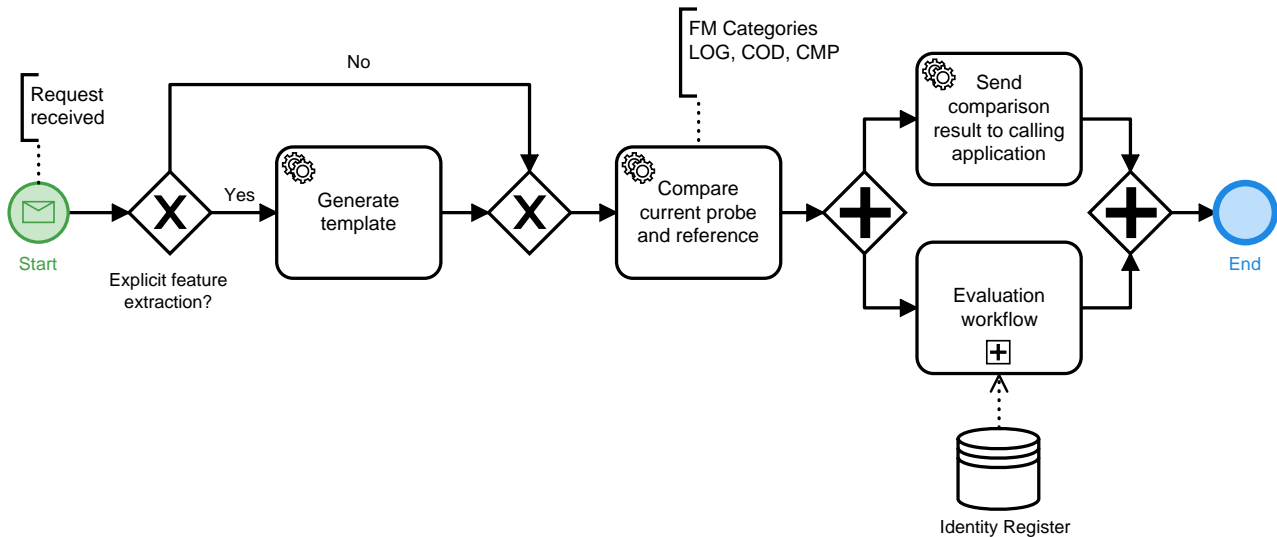 Request
received
Start
Explicit feature
extraction?
No
Yes
Generate
template
FM Categories
LOG, COD, CMP
Compare
current probe
and reference
Send
comparison
result to calling
application
Evaluation
workflow
Identity Register
End